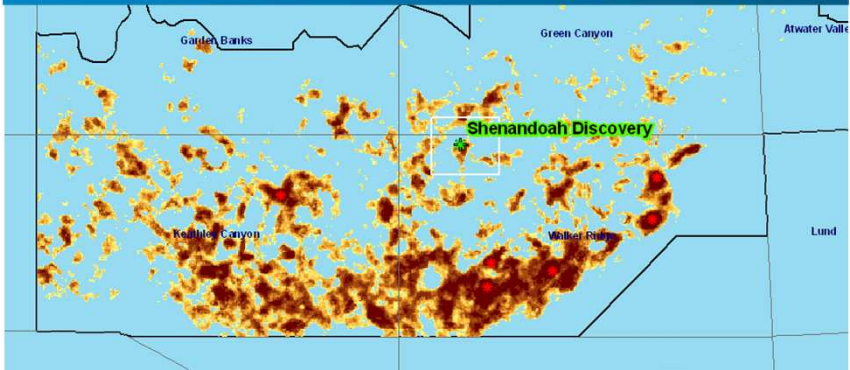 Garden Banks
Green Canyon
Atwater Valle
Shenandoah Discovery
Keathley Canyon
Walker Ridge
Lund